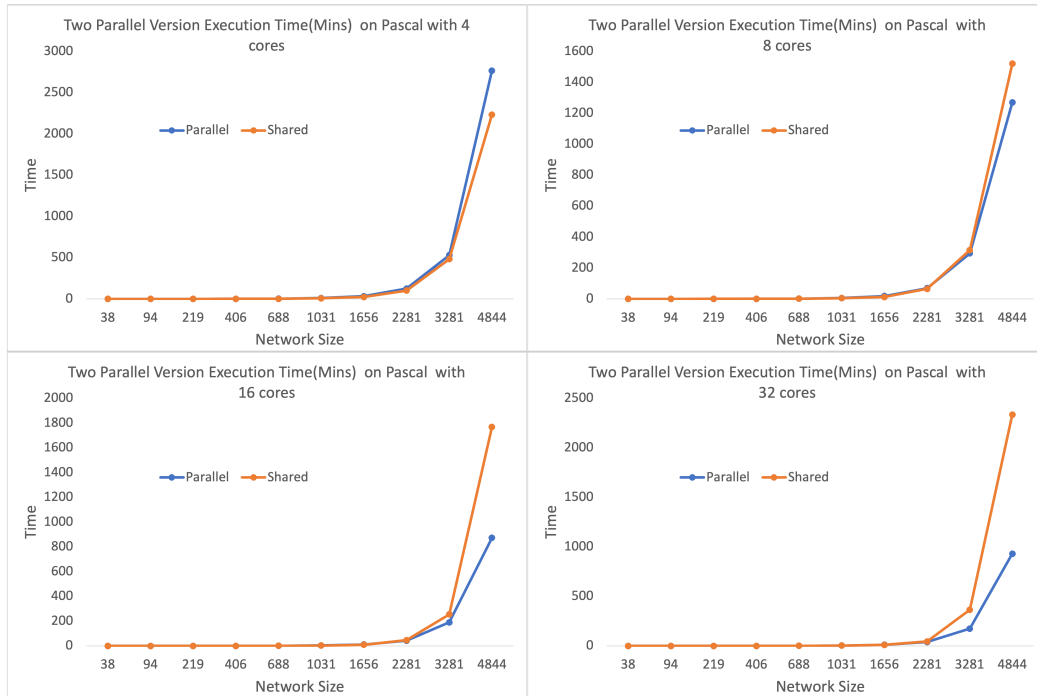 Two Parallel Version Execution Time(Mins)  on Pascal with 4
cores
3000
2500
2000
1500
1000
500
0
Time
Parallel Shared
38 94 219 406 688 1031 1656 2281 3281 4844
Network Size
Two Parallel Version Execution Time(Mins)  on Pascal  with
8 cores
1600
1400
1200
1000
800
600
400
200
0
Time
Parallel Shared
38 94 219 406 688 1031 1656 2281 3281 4844
Network Size
Two Parallel Version Execution Time(Mins)  on Pascal  with
16 cores
2000
1800
1600
1400
1200
1000
800
600
400
200
0
Time
Parallel Shared
38 94 219 406 688 1031 1656 2281 3281 4844
Network Size
Two Parallel Version Execution Time(Mins)  on Pascal  with
32 cores
2500
2000
1500
1000
500
0
Time
Parallel Shared
38 94 219 406 688 1031 1656 2281 3281 4844
Network Size